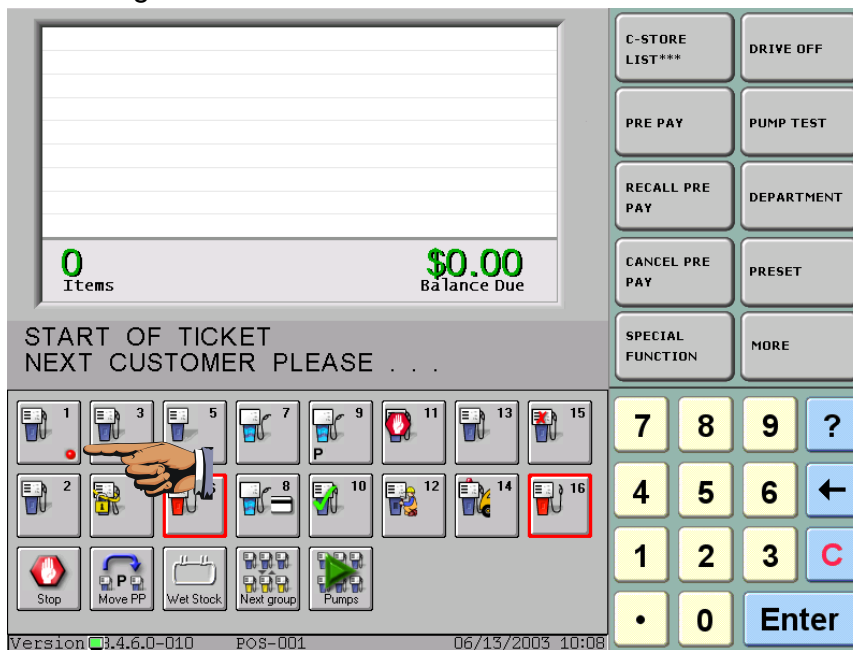 C-STORE
LIST***
DRIVE OFF
PRE PAY
PUMP TEST
RECALL PRE
PAY
DEPARTMENT
CANCEL PRE
PAY
PRESET
SPECIAL
FUNCTION
MORE
0
Items
$0.00
Balance Due
START OF TICKET
NEXT CUSTOMER PLEASE . . .
1 3 5 7 9 11 13 15
P
2 8 10 12 14 16
P
Stop Move PP Wet Stock Next group Pumps
7 8 9 ?
4 5 6 ←
1 2 3 C
. 0 Enter
POS-001 06/13/2003 10:08